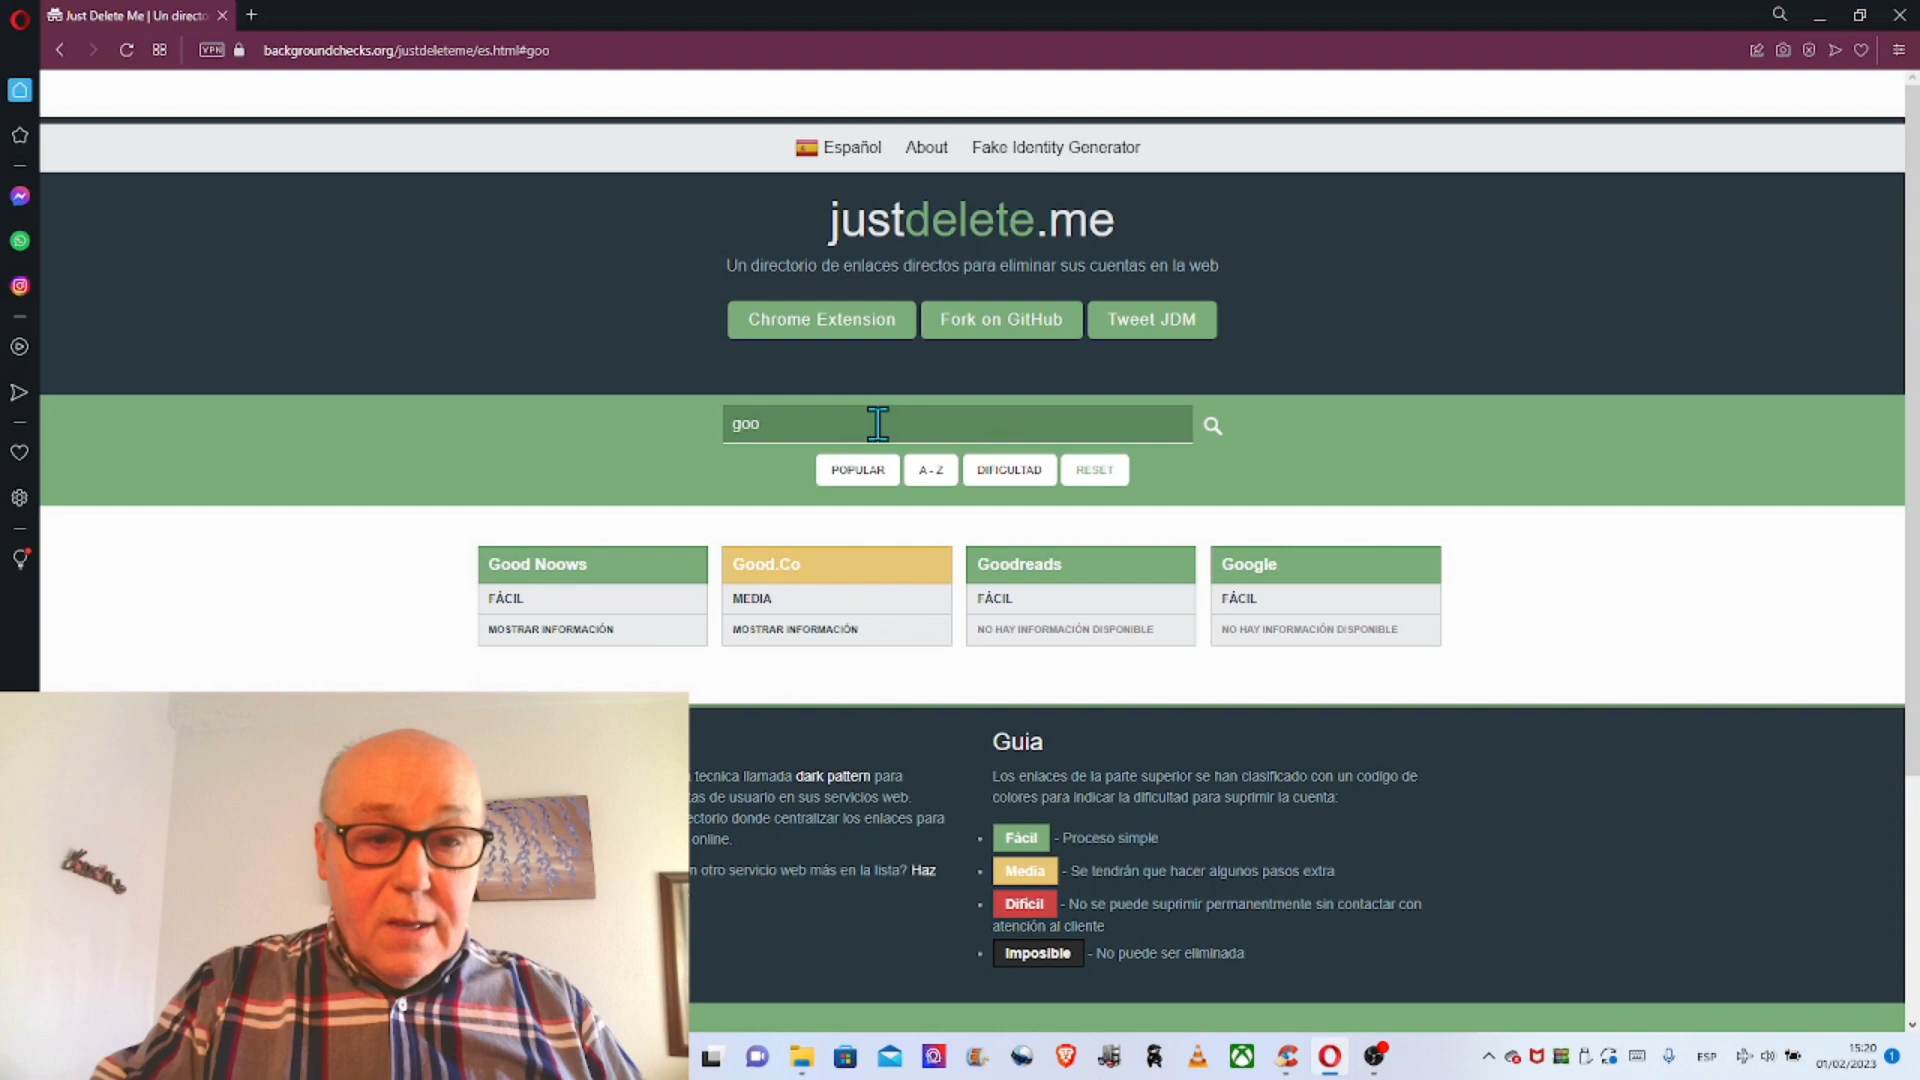 Just Delete Me | Un directo
VPN
backgroundchecks.org/justdeleteme/es.html#goo
Español About Fake Identity Generator
justdelete.me
Un directorio de enlaces directos para eliminar sus cuentas en la web
Chrome Extension Fork on GitHub Tweet JDM
goo
POPULAR A - Z DIFICULTAD RESET
Good Noows Good.Co Goodreads Google
FÁCIL MEDIA FÁCIL FÁCIL
MOSTRAR INFORMACIÓN MOSTRAR INFORMACIÓN NO HAY INFORMACIÓN DISPONIBLE NO HAY INFORMACIÓN DISPONIBLE
tecnica llamada dark pattern para
as de usuario en sus servicios web.
ectorio donde centralizar los enlaces para
online.
n otro servicio web más en la lista? Haz
Guia
Los enlaces de la parte superior se han clasificado con un codigo de
colores para indicar la dificultad para suprimir la cuenta:
Fácil - Proceso simple
Media - Se tendrán que hacer algunos pasos extra
Dificil - No se puede suprimir permanentmente sin contactar con
atención al cliente
Imposible - No puede ser eliminada
ESP
15:20
01/02/2023
1